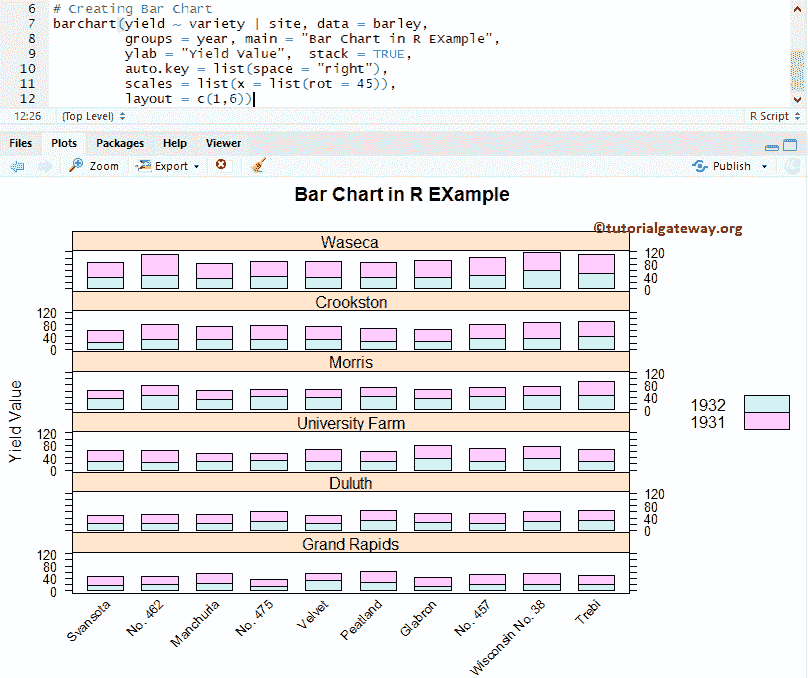 6 # Creating Bar Chart
7 barchart(yield ~ variety | site, data = barley,
8 groups = year, main = "Bar Chart in R EXample",
9 ylab = "Yield Value", stack = TRUE,
10 auto.key = list(space = "right"),
11 scales = list(x = list(rot = 45)),
12 layout = c(1,6))
12:26 (Top Level) R Script
Files Plots Packages Help Viewer
Zoom Export Publish
Bar Chart in R EXample
©tutorialgateway.org
Waseca
120
80
40
0
Crookston
120
80
40
0
Morris
120
80
40
0
University Farm
120
80
40
0
Duluth
120
80
40
0
Grand Rapids
120
80
40
0
Yield Value
1932
1931
Svansota
No. 462
Manchuria
No. 475
Velvet
Peatland
Glabron
No. 457
Wisconsin No. 38
Trebi